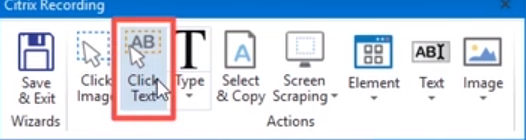 Citrix Recording
AB
T
A
ABI
Save & Exit
Click Image
Click Text
Type
Select & Copy
Screen Scraping
Element
Text
Image
Wizards
Actions